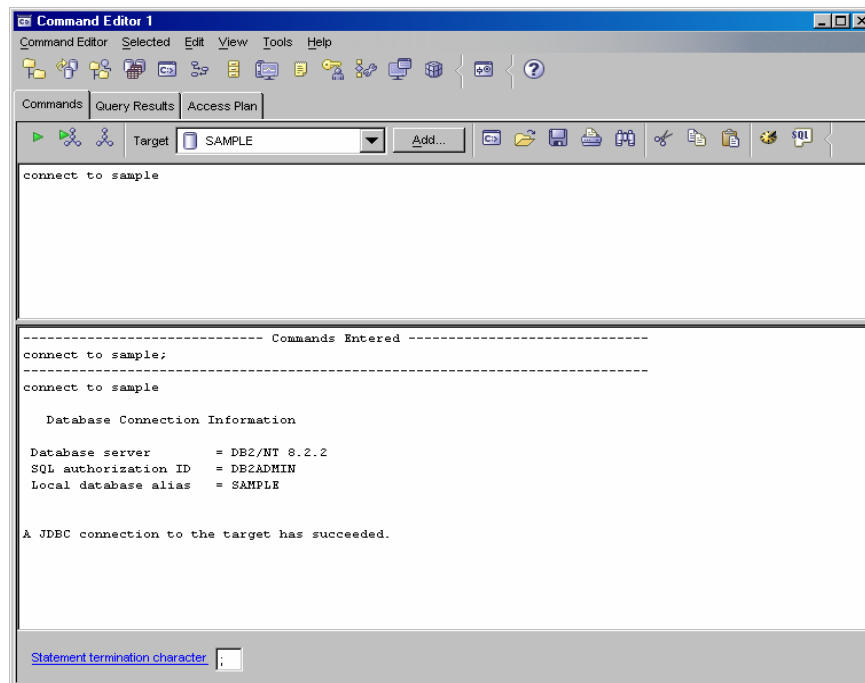 Command Editor 1
Command Editor Selected Edit View Tools Help
Commands Query Results Access Plan
Target SAMPLE Add... SQL
connect to sample
------------------------------ Commands Entered ------------------------------
connect to sample;
------------------------------------------------------------------------------
connect to sample
Database Connection Information
Database server = DB2/NT 8.2.2
SQL authorization ID = DB2ADMIN
Local database alias = SAMPLE
A JDBC connection to the target has succeeded.
Statement termination character ;